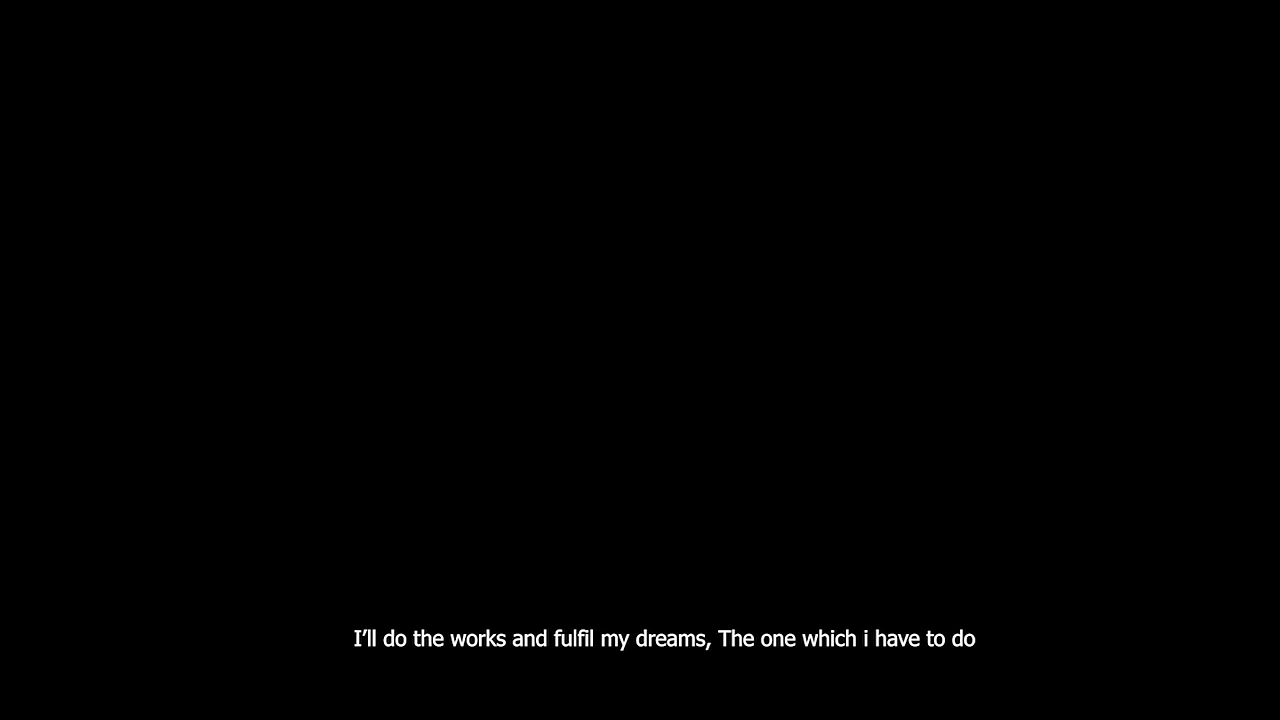 I’ll do the works and fulfil my dreams, The one which i have to do